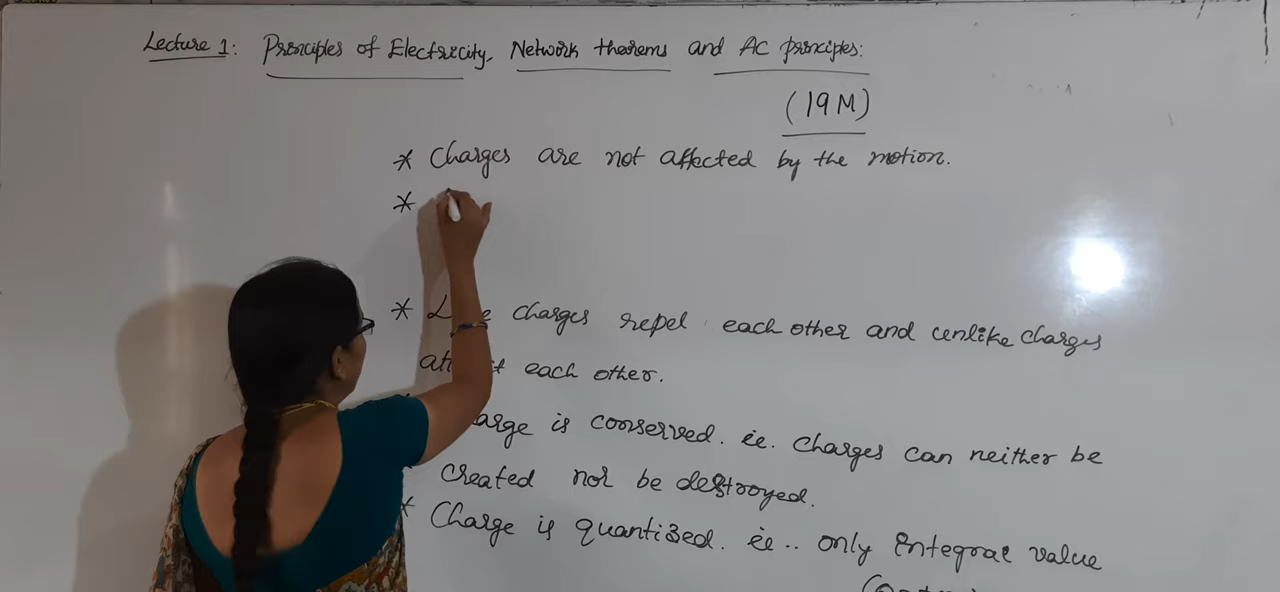 Lecture 1: Principles of Electricity, Network theorems and AC principles:
(19M)
* Charges are not affected by the motion.
*
* charges repel each other and unlike charges
each other.
is conserved. ie. charges can neither be
created nor be destroyed.
* Charge is quantized. ie.. only integral value